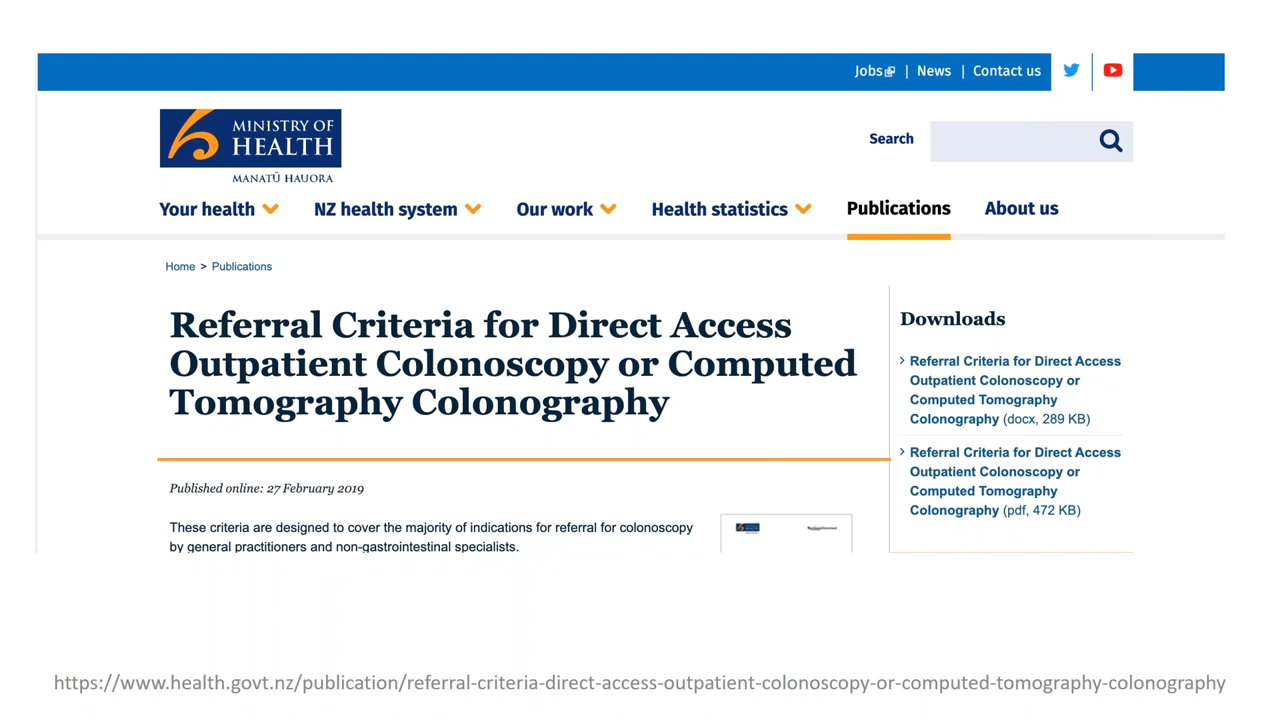 Jobs | News | Contact us
MINISTRY OF
HEALTH
MANATŪ HAUORA
Search
Your health NZ health system Our work Health statistics Publications About us
Home > Publications
Referral Criteria for Direct Access
Outpatient Colonoscopy or Computed
Tomography Colonography
Published online: 27 February 2019
These criteria are designed to cover the majority of indications for referral for colonoscopy
by general practitioners and non-gastrointestinal specialists.
Downloads
Referral Criteria for Direct Access
Outpatient Colonoscopy or
Computed Tomography
Colonography (docx, 289 KB)
Referral Criteria for Direct Access
Outpatient Colonoscopy or
Computed Tomography
Colonography (pdf, 472 KB)
https://www.health.govt.nz/publication/referral-criteria-direct-access-outpatient-colonoscopy-or-computed-tomography-colonography